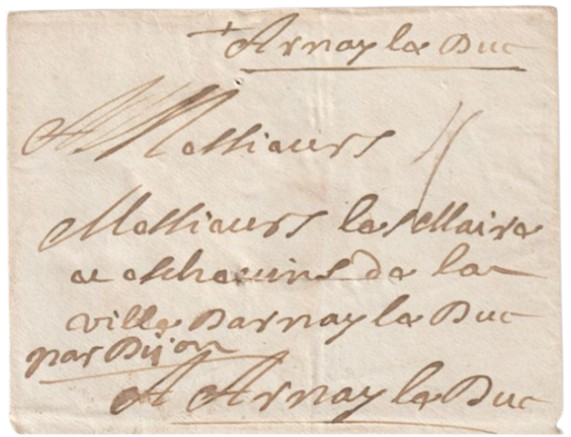 + Arnay le Duc
A Messieurs 4
Messieurs les Maire
et eschevins de la
ville Darnay le Duc
par Dijon
A Arnay le Duc